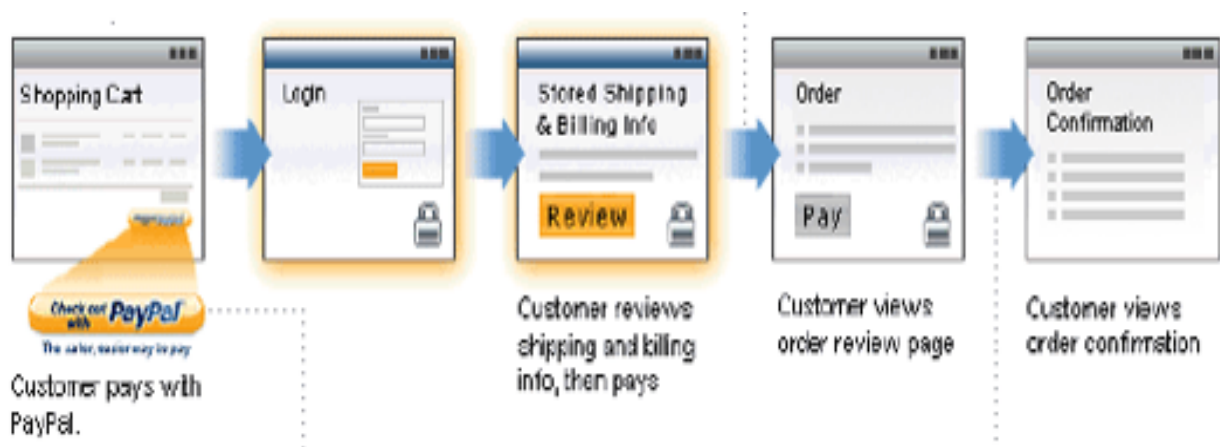 Shopping Cart
Check out
with PayPal
The safer, easier way to pay
Customer pays with
PayPal.
Login
Stored Shipping
& Billing Info
Review
Customer reviews
shipping and billing
info, then pays
Order
Pay
Customer views
order review page
Order
Confirmation
Customer views
order confirmation